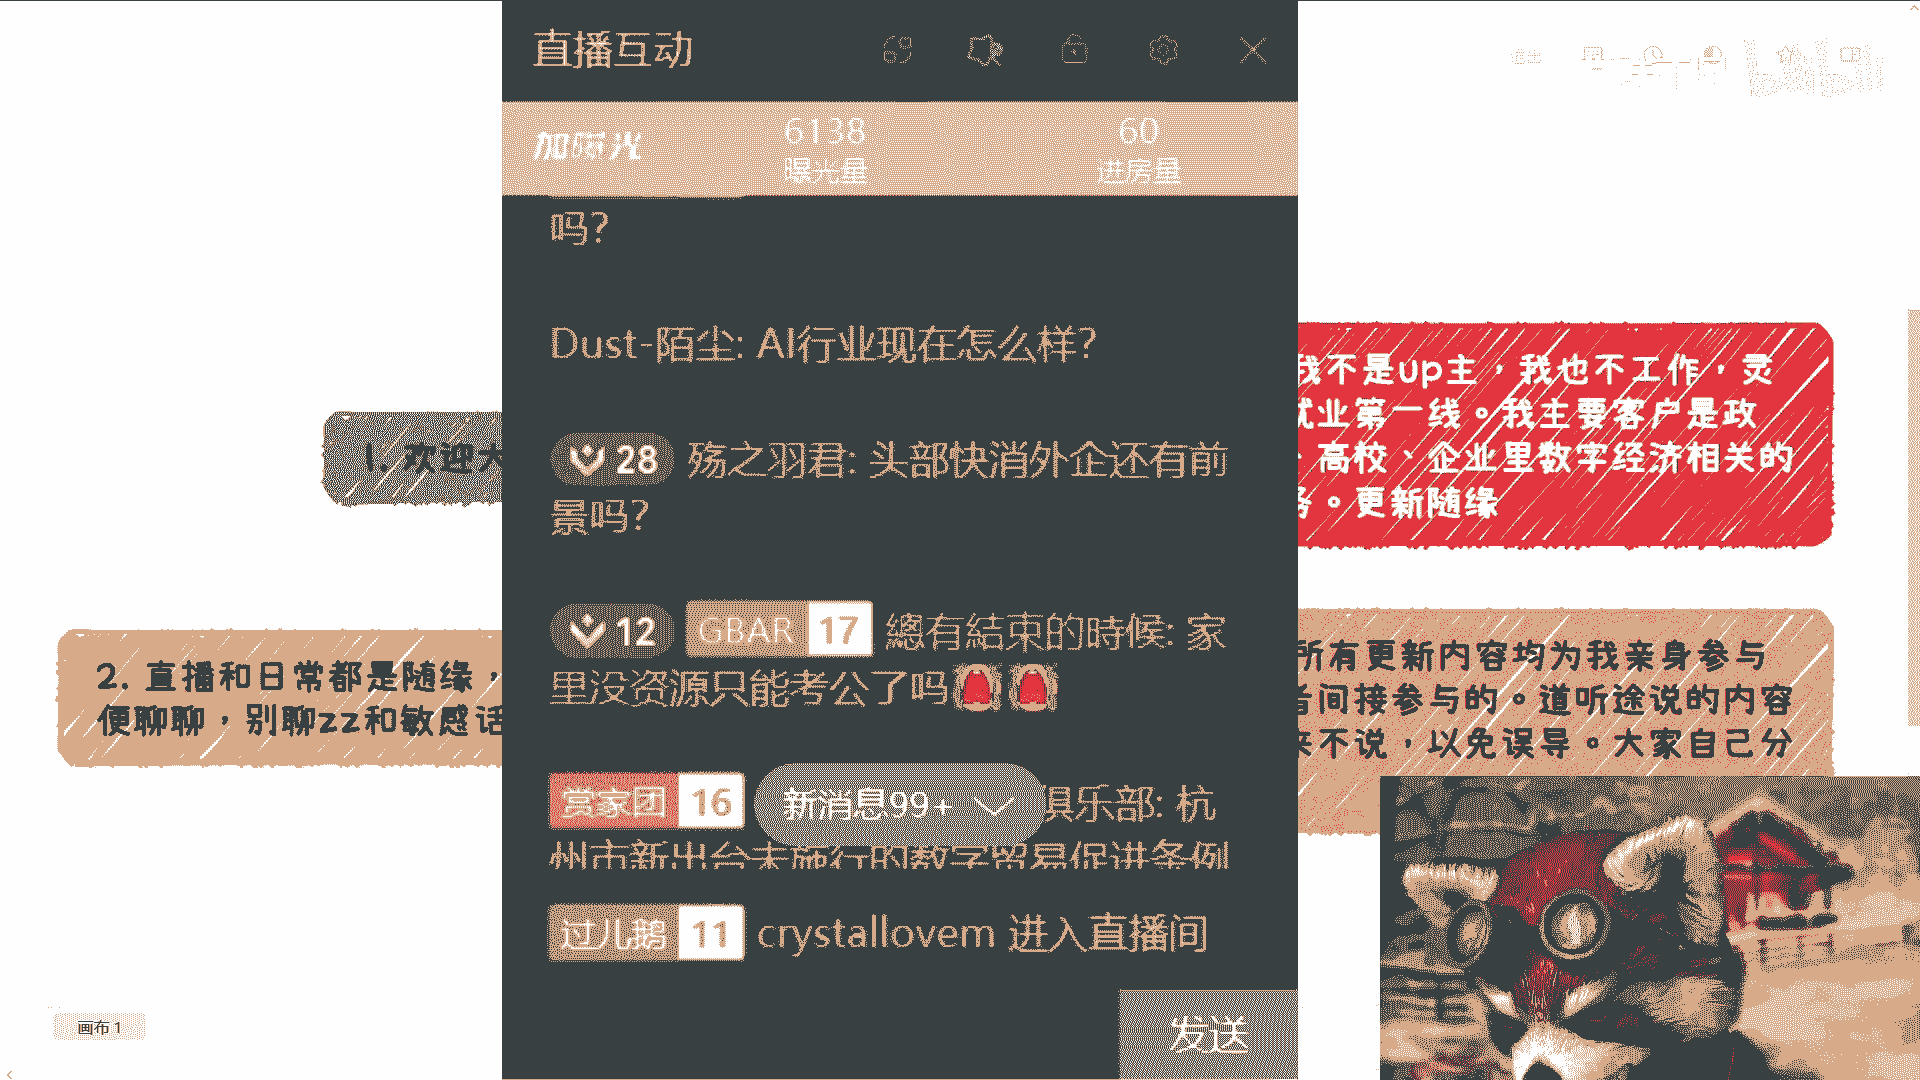 直播互动
加曝光
6138
曝光量
60
进房量
吗?
Dust-陌尘: AI行业现在怎么样?
28 殇之羽君: 头部快消外企还有前
景吗?
12 GBAR 17 總有結束的時候: 家
里没资源只能考公了吗
赏家团 16 新消息99+ 俱乐部: 杭
州市新出台未施行的数字贸易促进条例
过儿鹅 11 crystallovem 进入直播间
发送
1. 欢迎大
2. 直播和日常都是随缘，
便聊聊，别聊zz和敏感话
我不是up主，我也不工作，灵
就业第一线。我主要客户是政
、高校、企业里数字经济相关的
务。更新随缘
所有更新内容均为我亲身参与
者间接参与的。道听途说的内容
来不说，以免误导。大家自己分
画布 1